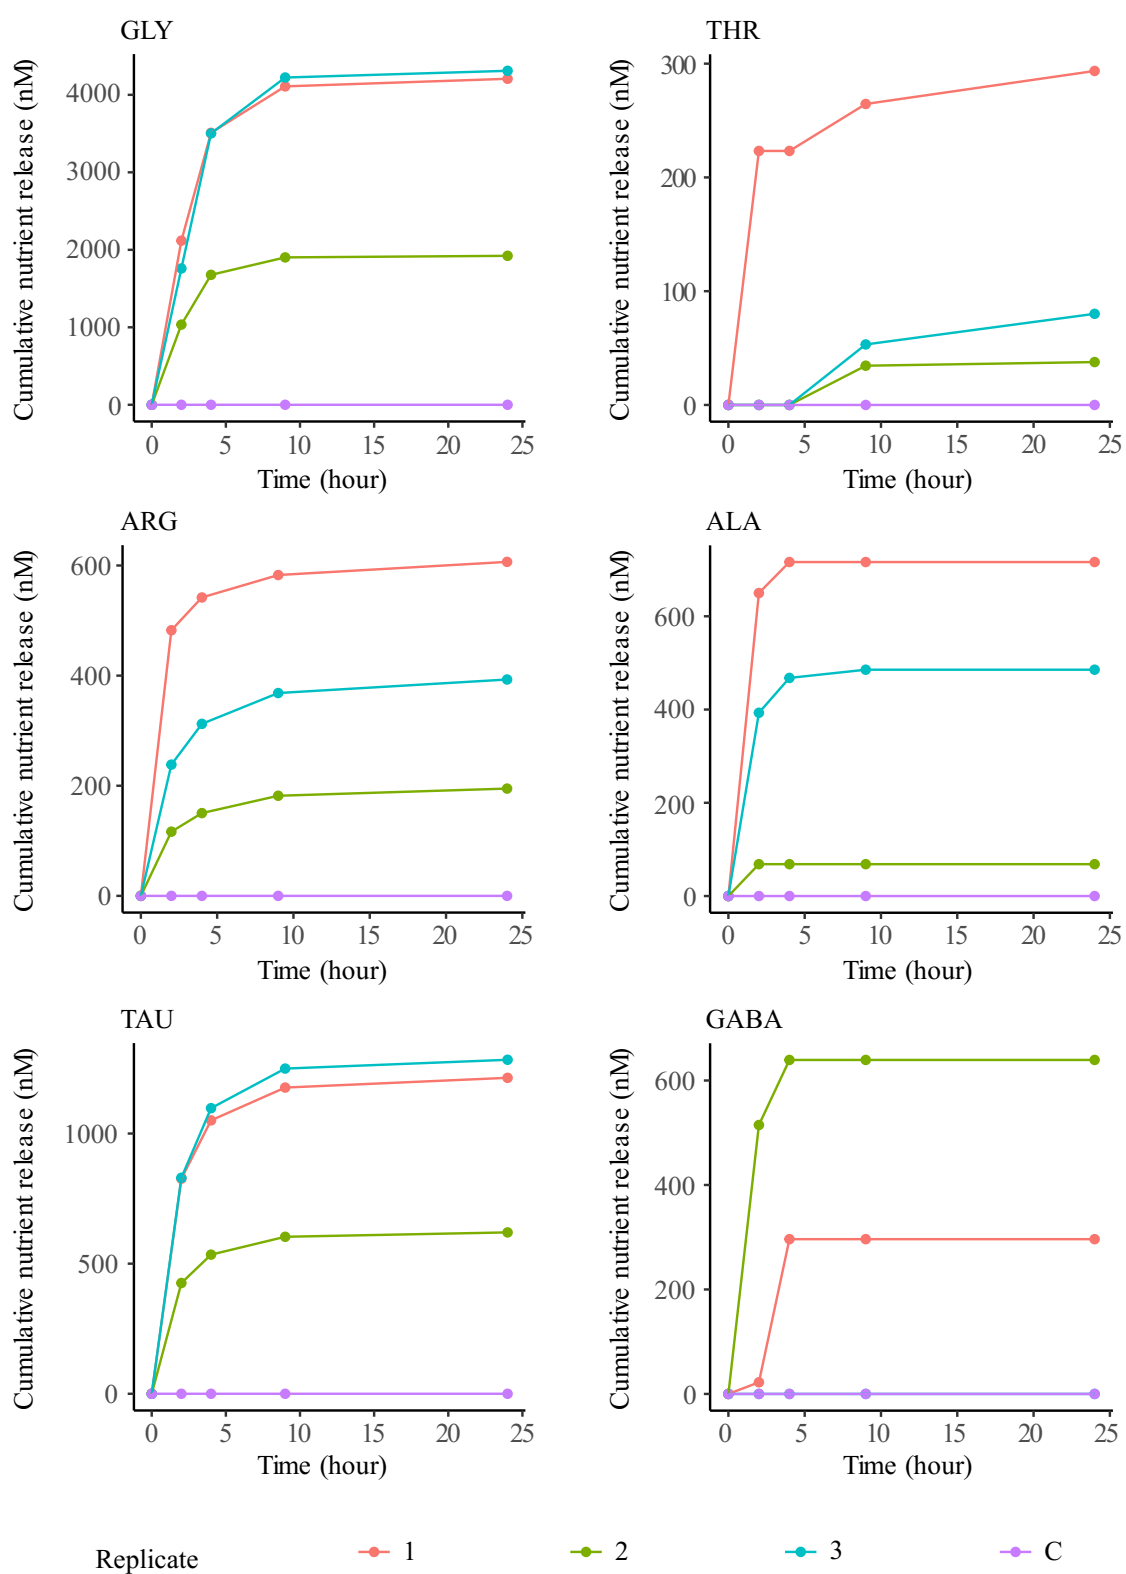 GLY
Cumulative nutrient release (nM)
4000
3000
2000
1000
0
0 5 10 15 20 25
Time (hour)
THR
Cumulative nutrient release (nM)
300
200
100
0
0 5 10 15 20 25
Time (hour)
ARG
Cumulative nutrient release (nM)
600
400
200
0
0 5 10 15 20 25
Time (hour)
ALA
Cumulative nutrient release (nM)
600
400
200
0
0 5 10 15 20 25
Time (hour)
TAU
Cumulative nutrient release (nM)
1000
500
0
0 5 10 15 20 25
Time (hour)
GABA
Cumulative nutrient release (nM)
600
400
200
0
0 5 10 15 20 25
Time (hour)
Replicate 1 2 3 C